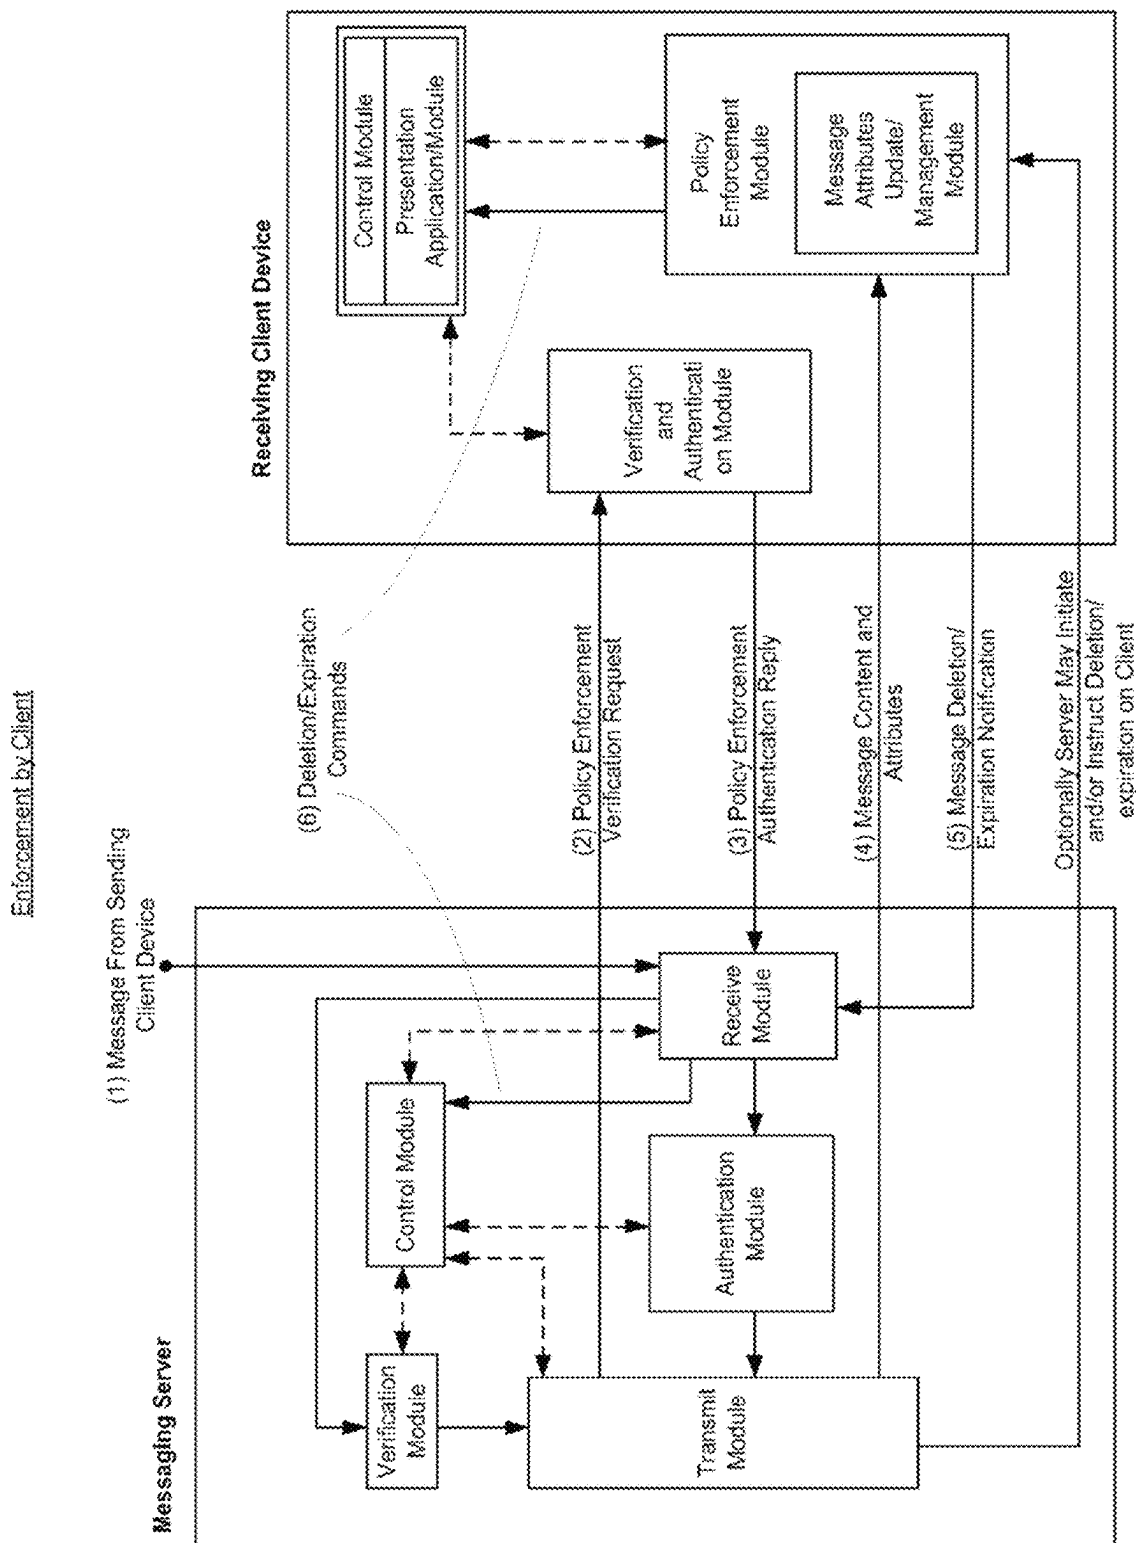 Enforcement by Client
Messaging Server
Verification
Module
Control Module
Transmit
Module
Authentication
Module
Receive
Module
(1) Message From Sending
Client Device
(6) Deletion/Expiration
Commands
(2) Policy Enforcement
Verification Request
(3) Policy Enforcement
Authentication Reply
(4) Message Content and
Attributes
(5) Message Deletion/
Expiration Notification
Optionally Server May Initiate
and/or Instruct Deletion/
expiration on Client
Receiving Client Device
Control Module
Presentation
Application/Module
Verification
and
Authenticati
on Module
Policy
Enforcement
Module
Message
Attributes
Update/
Management
Module